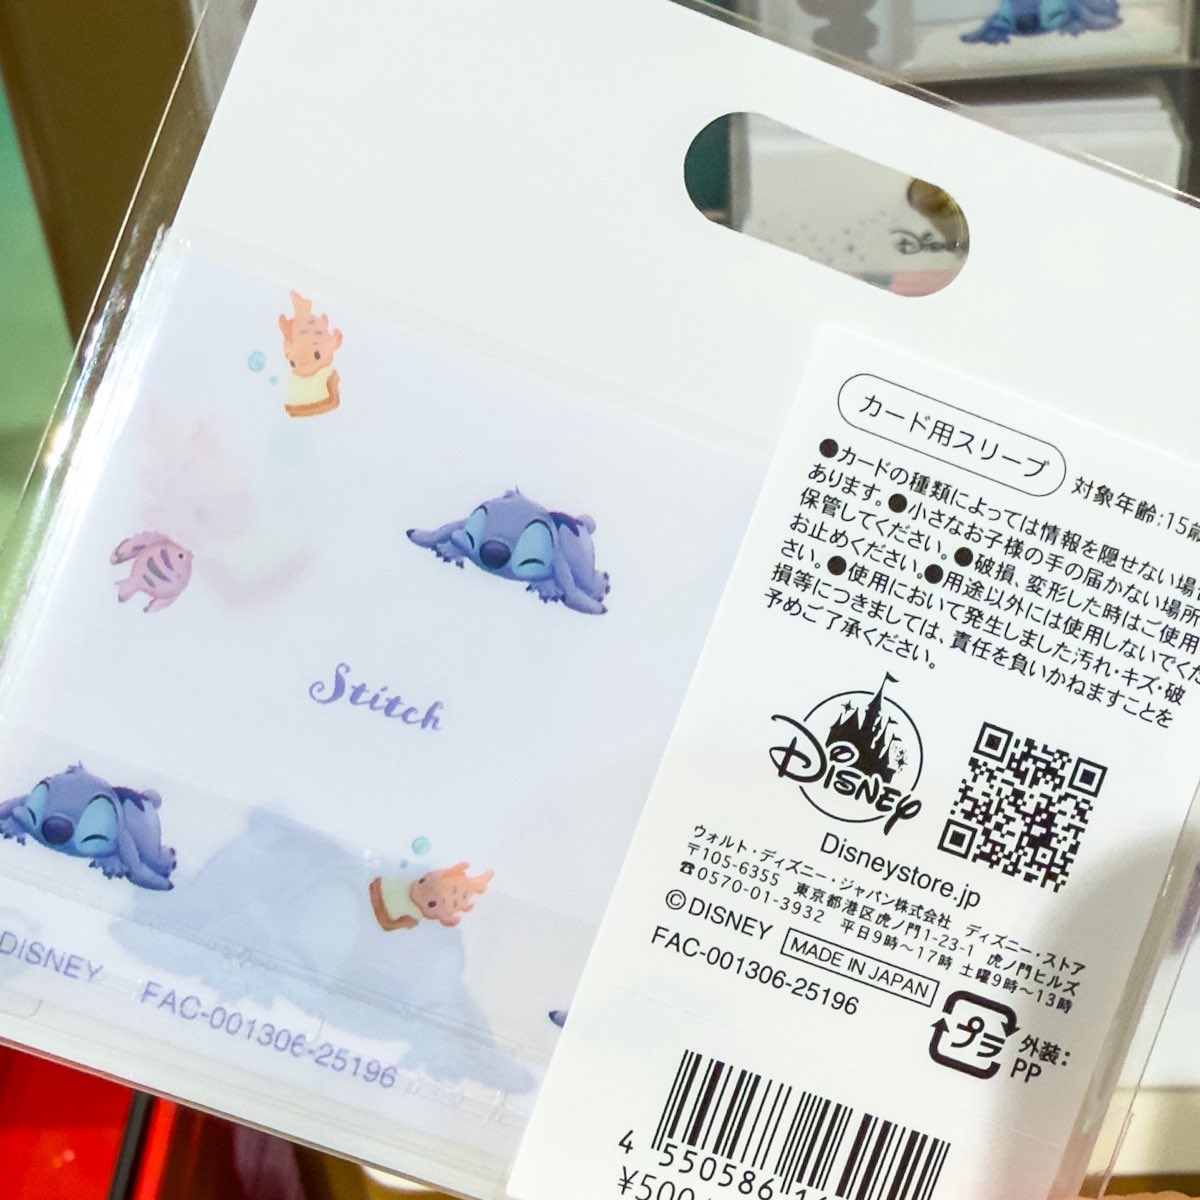 Disney
カード用スリーブ 対象年齢:15歳
●カードの種類によっては情報を隠せない場合
あります。●小さなお子様の手の届かない場所
保管してください。●破損、変形した時はご使用
お止めください。●用途以外には使用しないでくだ
さい。●使用において発生しました汚れ・キズ・破
損等につきましては、責任を負いかねますことを
予めご了承ください。
Stitch
DISNEY
Disneystore.jp
ウォルト・ディズニー・ジャパン株式会社 ディズニー・ストア
〒105-6355 東京都港区虎ノ門1-23-1 虎ノ門ヒルズ
☎0570-01-3932 平日9時〜17時 土曜9時〜13時
©DISNEY MADE IN JAPAN
FAC-001306-25196
プラ 外装:
PP
DISNEY FAC-001306-25196
4 550586
¥500